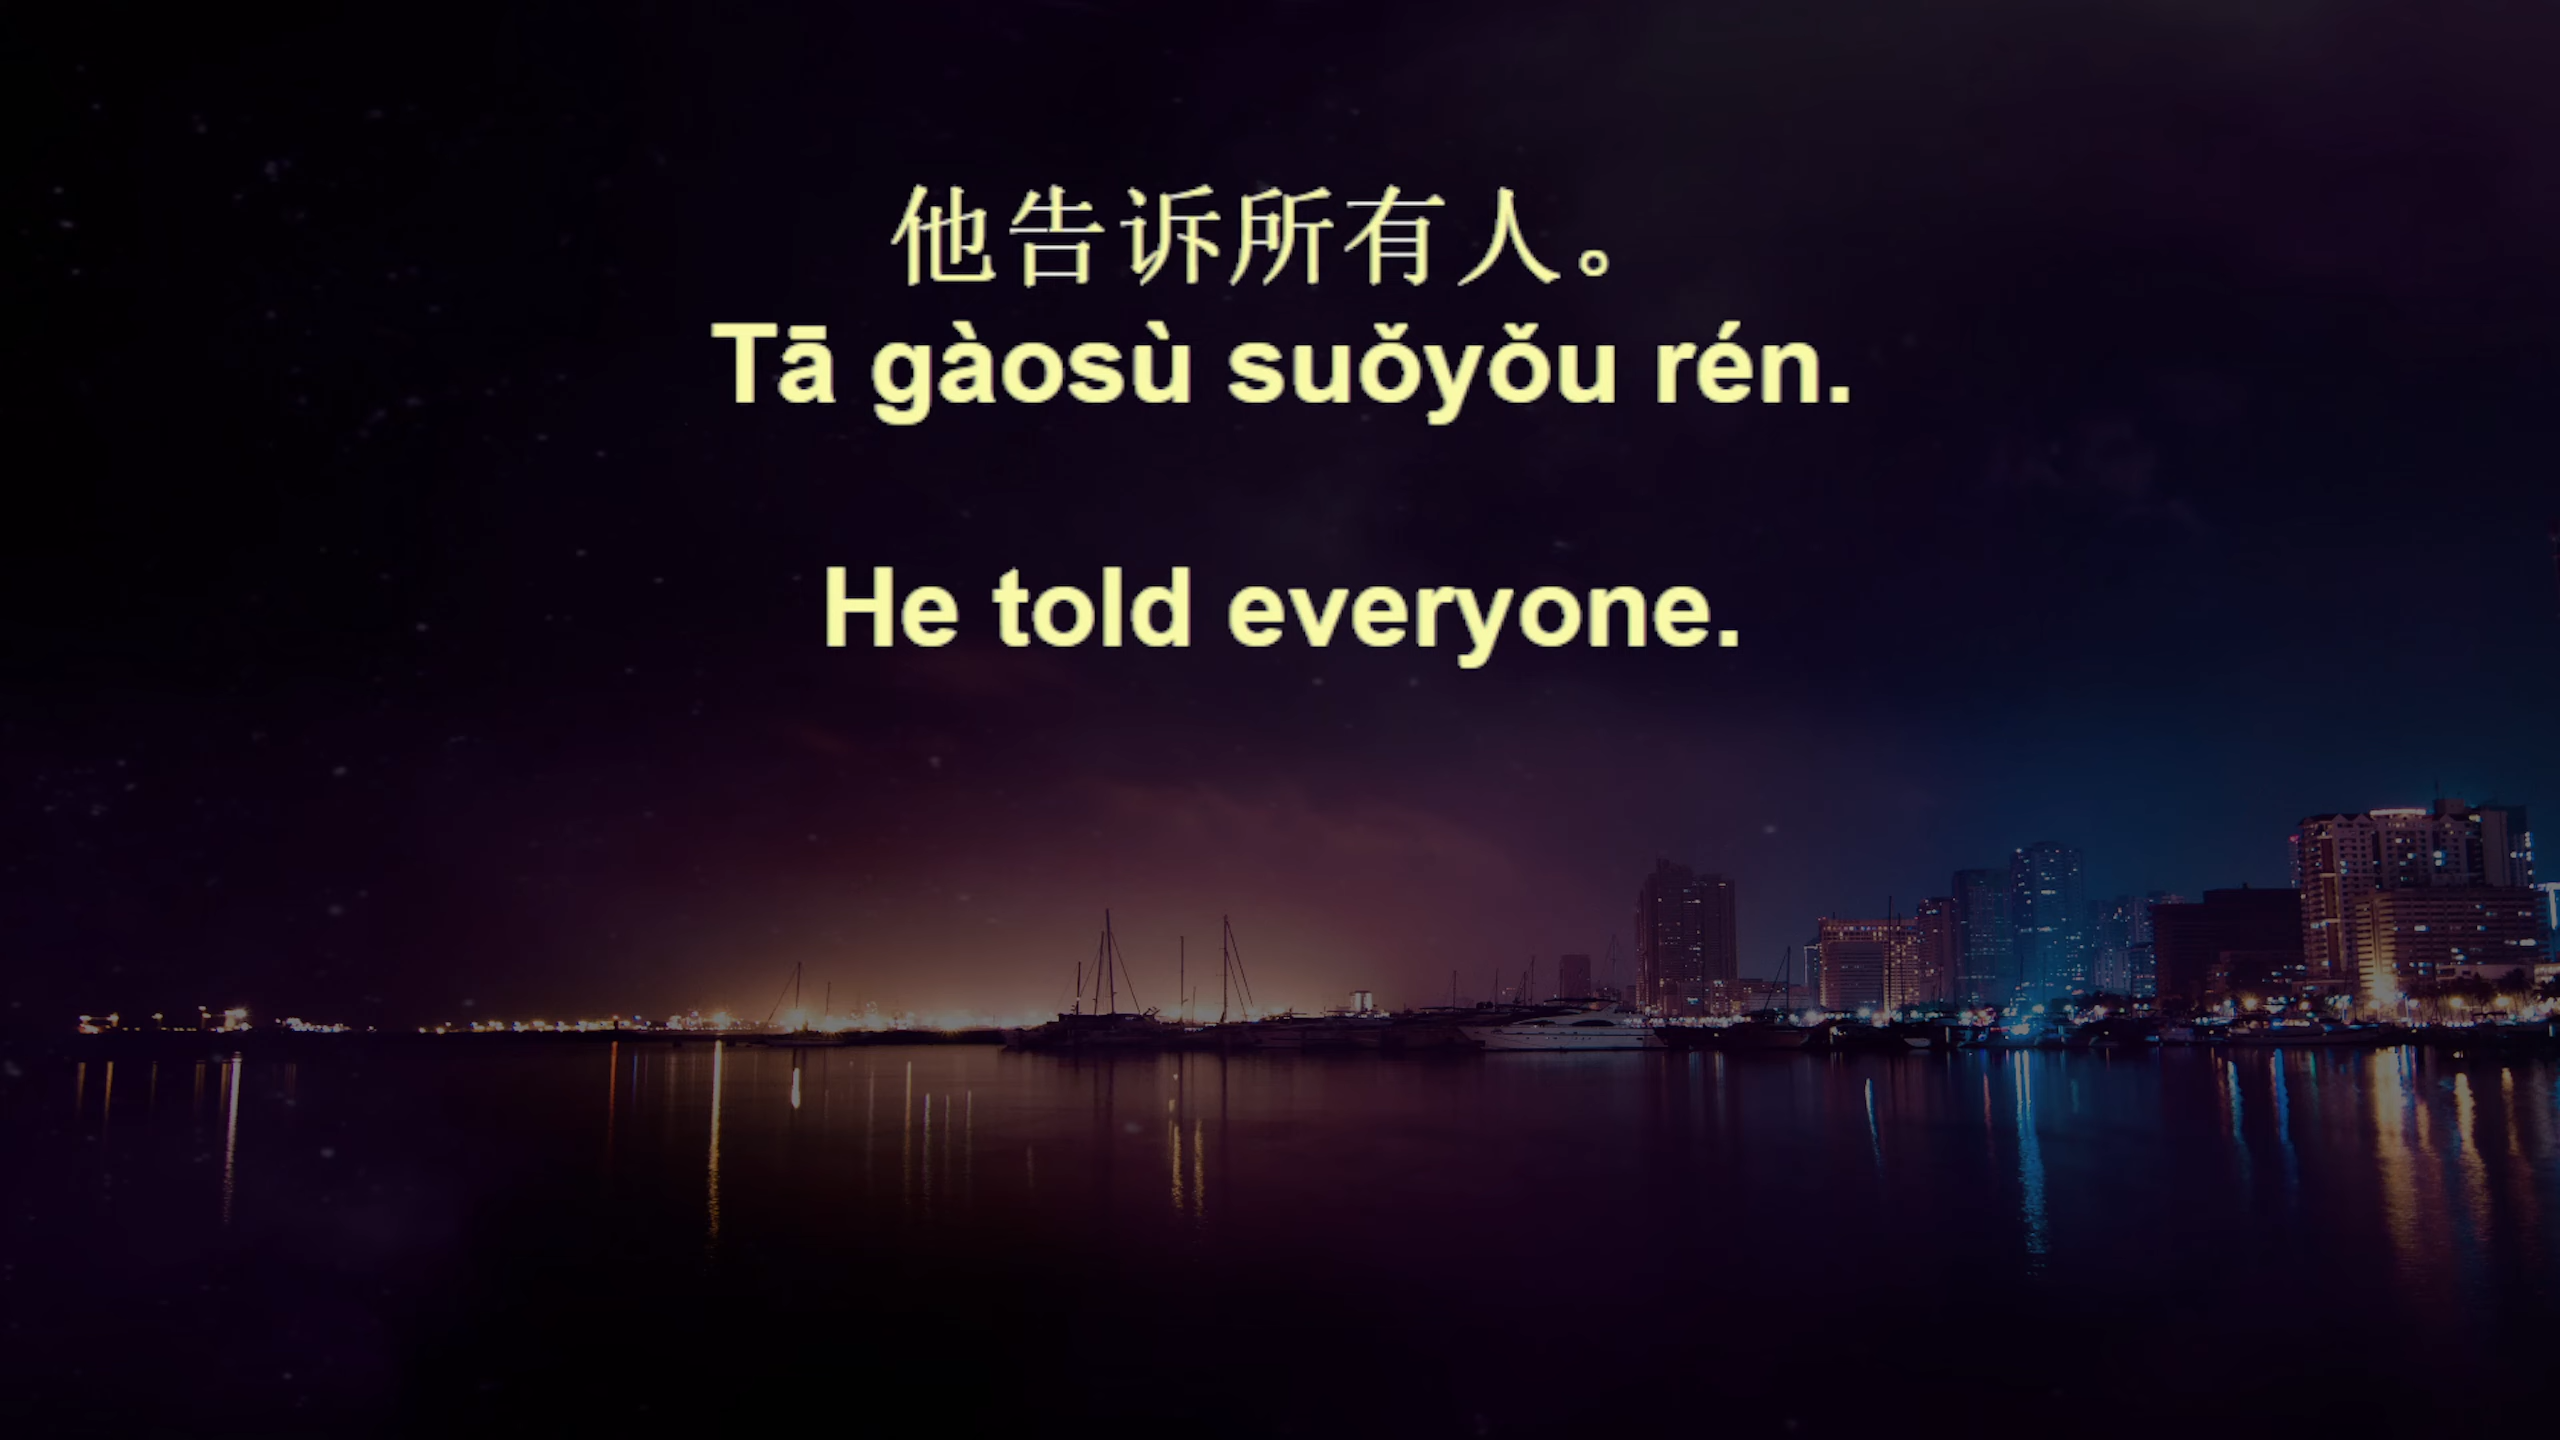 他告诉所有人。
Tā gàosù suǒyǒu rén.
He told everyone.